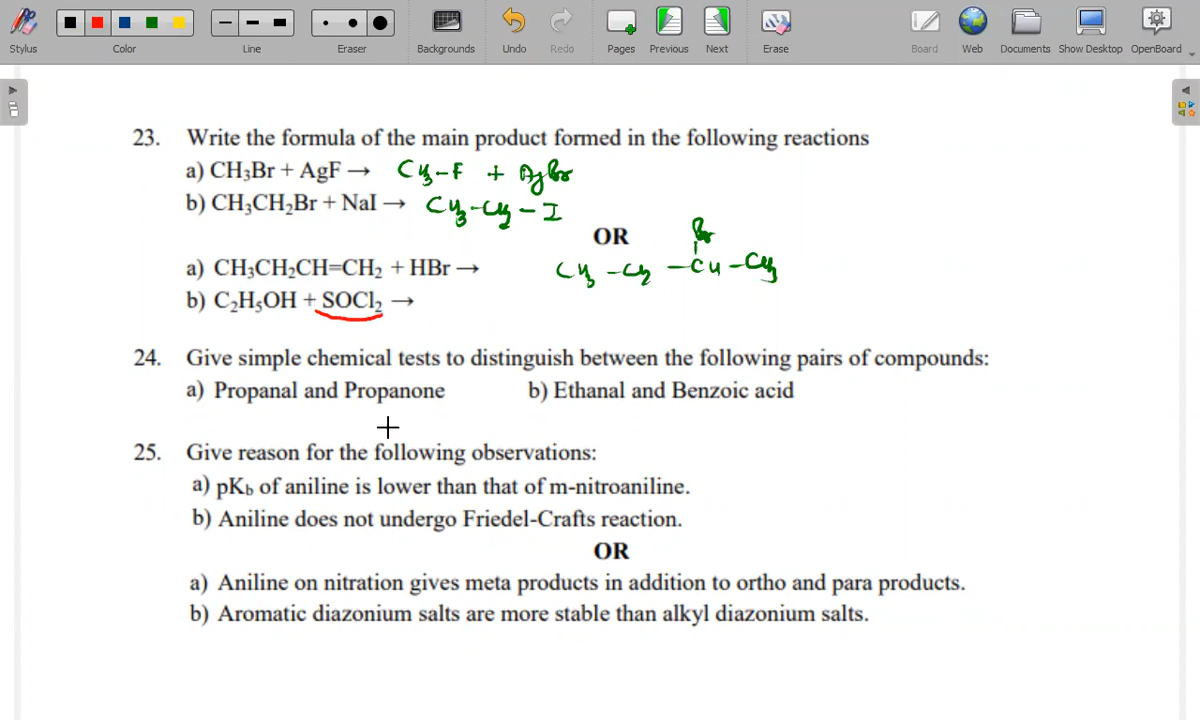 Stylus Color Line Eraser Backgrounds Undo Redo Pages Previous Next Erase Board Web Documents Show Desktop OpenBoard
23. Write the formula of the main product formed in the following reactions
a) CH₃Br + AgF → CH₃-F + AgBr
b) CH₃CH₂Br + NaI → CH₃-CH₂-I
OR
Br
a) CH₃CH₂CH=CH₂ + HBr → CH₃-CH₂-CH-CH₃
b) C₂H₅OH + SOCl₂ →
24. Give simple chemical tests to distinguish between the following pairs of compounds:
a) Propanal and Propanone b) Ethanal and Benzoic acid
25. Give reason for the following observations:
a) pK_b of aniline is lower than that of m-nitroaniline.
b) Aniline does not undergo Friedel-Crafts reaction.
OR
a) Aniline on nitration gives meta products in addition to ortho and para products.
b) Aromatic diazonium salts are more stable than alkyl diazonium salts.